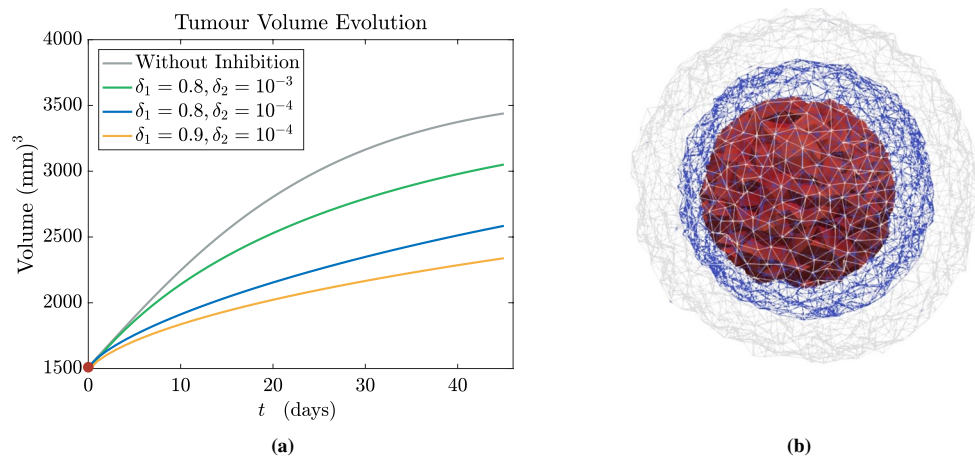 Tumour Volume Evolution
4000
3500
3000
2500
2000
1500
Volume (mm)³
Without Inhibition
δ₁ = 0.8, δ₂ = 10⁻³
δ₁ = 0.8, δ₂ = 10⁻⁴
δ₁ = 0.9, δ₂ = 10⁻⁴
0 10 20 30 40
t (days)
(a) (b)